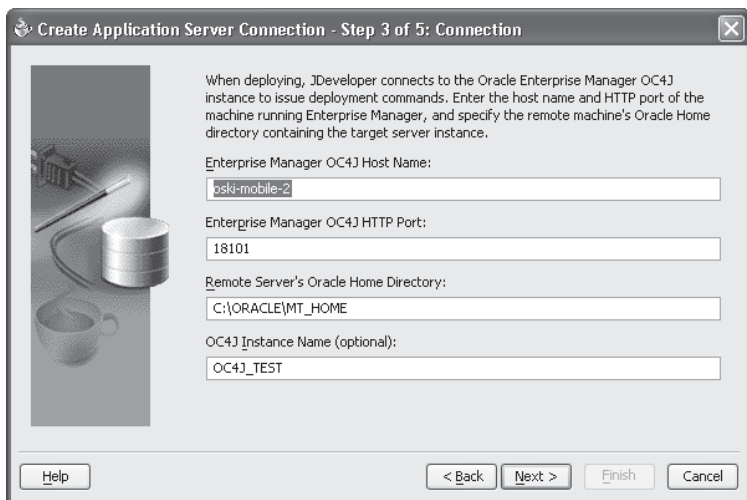 Create Application Server Connection - Step 3 of 5: Connection
When deploying, JDeveloper connects to the Oracle Enterprise Manager OC4J
instance to issue deployment commands. Enter the host name and HTTP port of the
machine running Enterprise Manager, and specify the remote machine's Oracle Home
directory containing the target server instance.
Enterprise Manager OC4J Host Name:
oski-mobile-2
Enterprise Manager OC4J HTTP Port:
18101
Remote Server's Oracle Home Directory:
C:\ORACLE\MT_HOME
OC4J Instance Name (optional):
OC4J_TEST
Help
< Back
Next >
Finish
Cancel